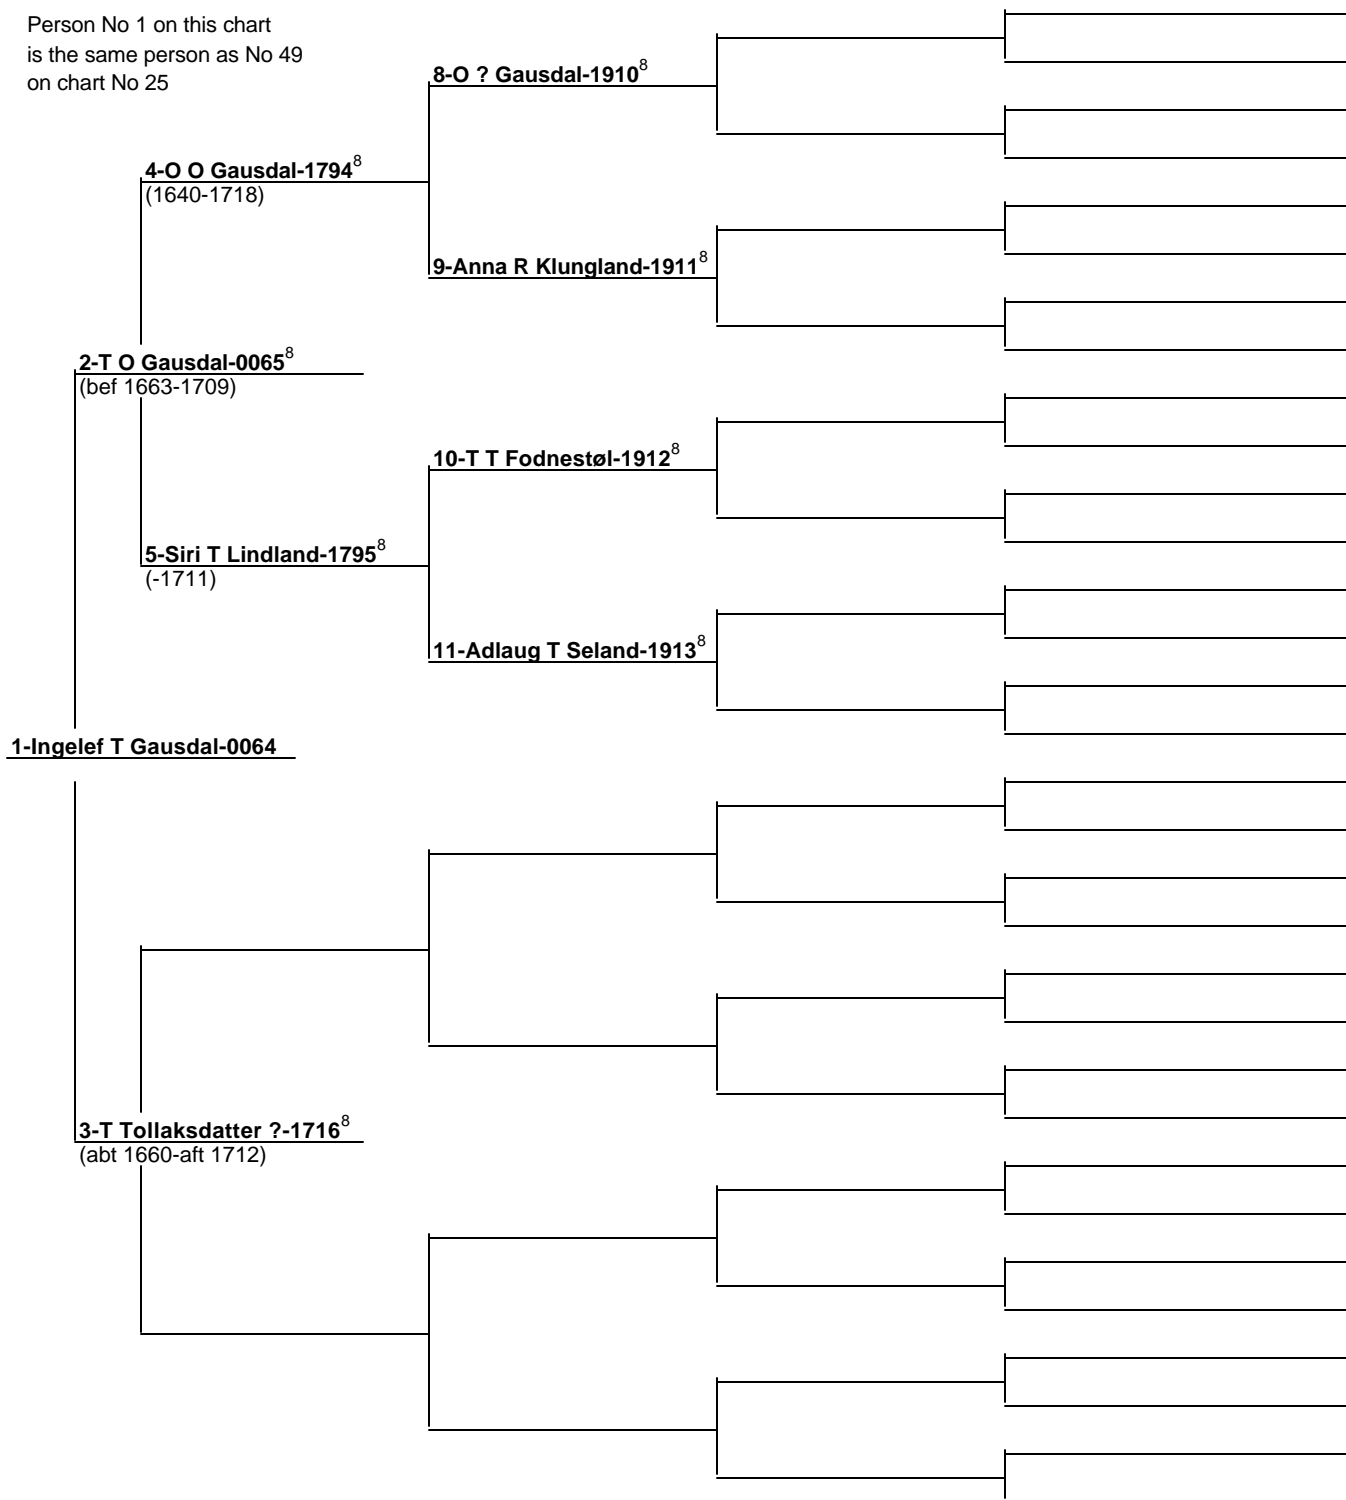 Person No 1 on this chart
is the same person as No 49
on chart No 25
8-O ? Gausdal-1910⁸
4-O O Gausdal-1794⁸
(1640-1718)
9-Anna R Klungland-1911⁸
2-T O Gausdal-0065⁸
(bef 1663-1709)
10-T T Fodnestøl-1912⁸
5-Siri T Lindland-1795⁸
(-1711)
11-Adlaug T Seland-1913⁸
1-Ingelef T Gausdal-0064
3-T Tollaksdatter ?-1716⁸
(abt 1660-aft 1712)